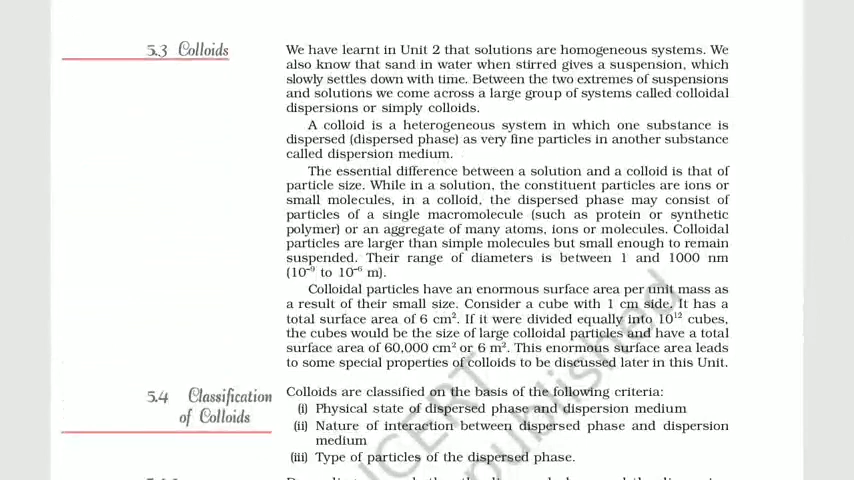 5.3 Colloids
We have learnt in Unit 2 that solutions are homogeneous systems. We
also know that sand in water when stirred gives a suspension, which
slowly settles down with time. Between the two extremes of suspensions
and solutions we come across a large group of systems called colloidal
dispersions or simply colloids.
A colloid is a heterogeneous system in which one substance is
dispersed (dispersed phase) as very fine particles in another substance
called dispersion medium.
The essential difference between a solution and a colloid is that of
particle size. While in a solution, the constituent particles are ions or
small molecules, in a colloid, the dispersed phase may consist of
particles of a single macromolecule (such as protein or synthetic
polymer) or an aggregate of many atoms, ions or molecules. Colloidal
particles are larger than simple molecules but small enough to remain
suspended. Their range of diameters is between 1 and 1000 nm
(10⁻⁹ to 10⁻⁶ m).
Colloidal particles have an enormous surface area per unit mass as
a result of their small size. Consider a cube with 1 cm side. It has a
total surface area of 6 cm². If it were divided equally into 10¹² cubes,
the cubes would be the size of large colloidal particles and have a total
surface area of 60,000 cm² or 6 m². This enormous surface area leads
to some special properties of colloids to be discussed later in this Unit.
5.4 Classification
of Colloids
Colloids are classified on the basis of the following criteria:
(i) Physical state of dispersed phase and dispersion medium
(ii) Nature of interaction between dispersed phase and dispersion
medium
(iii) Type of particles of the dispersed phase.
NCERT
published